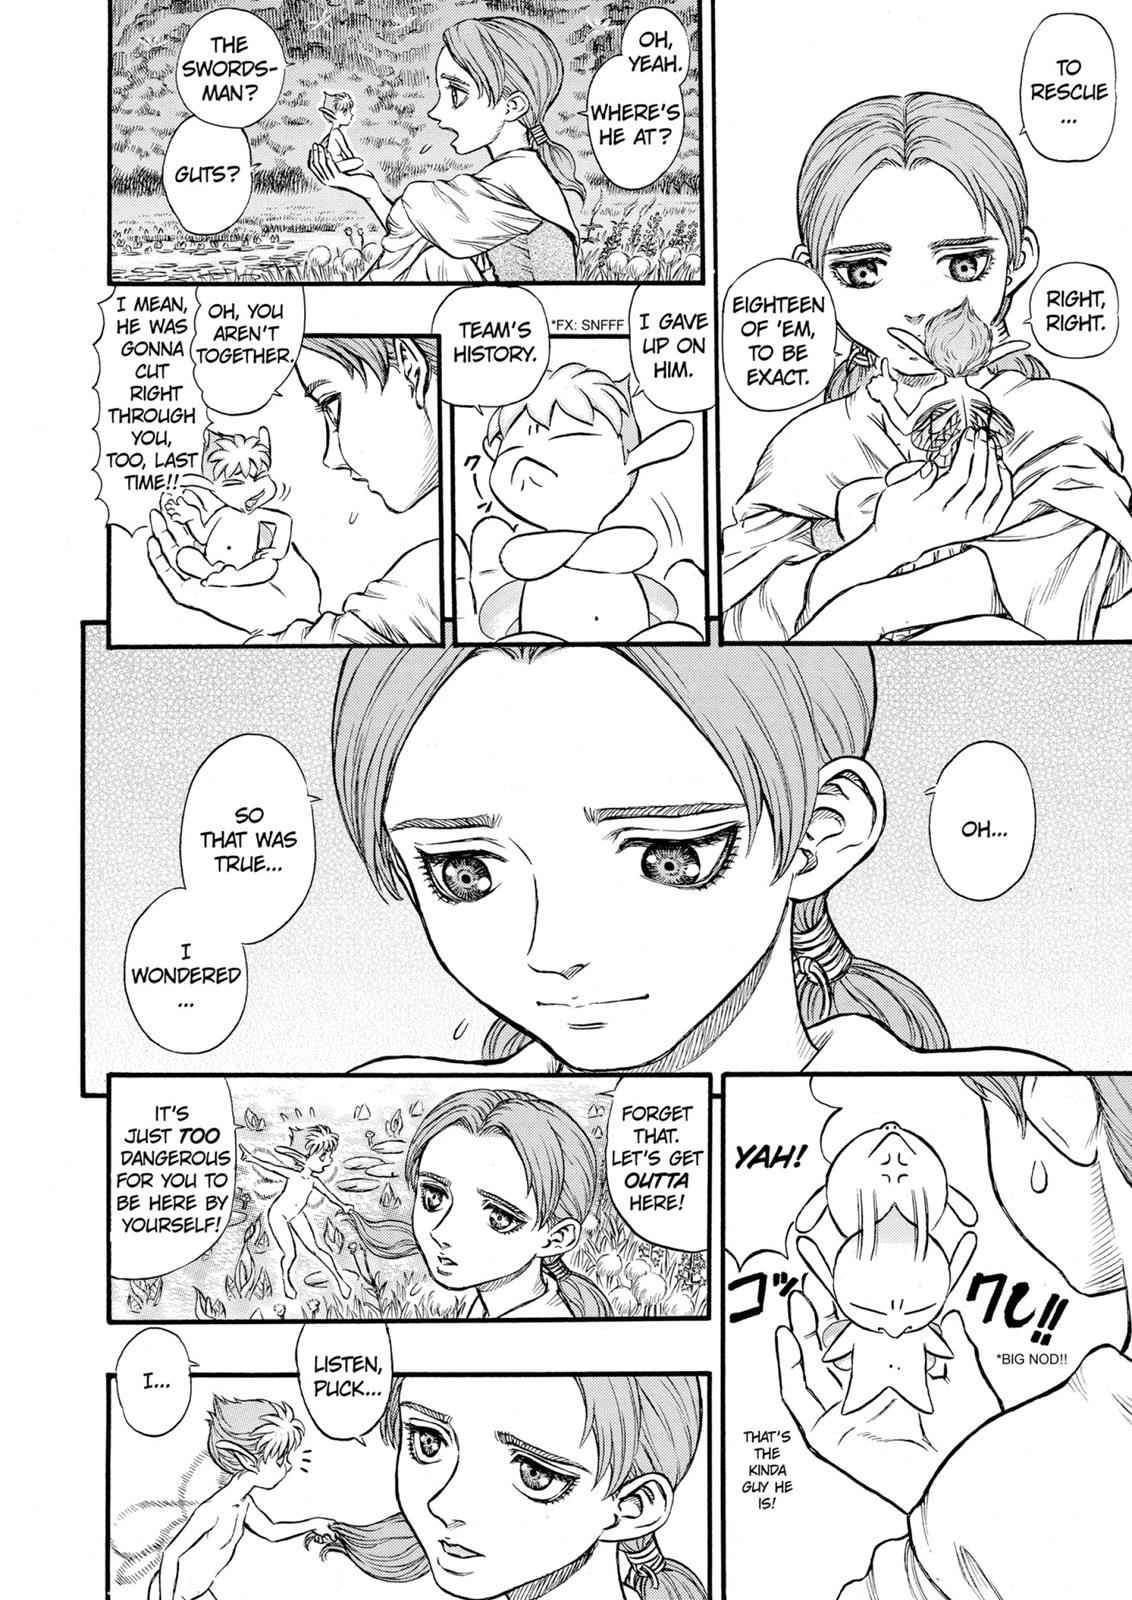 TO
RESCUE
...
RIGHT,
RIGHT.
EIGHTEEN
OF 'EM,
TO BE
EXACT.
OH,
YEAH.
WHERE'S
HE AT?
THE
SWORDS-
MAN?
GUTS?
I GAVE
UP ON
HIM.
*FX: SNFFF
TEAM'S
HISTORY.
OH, YOU
AREN'T
TOGETHER.
I MEAN,
HE WAS
GONNA
CUT
RIGHT
THROUGH
YOU,
TOO, LAST
TIME!!
OH...
SO
THAT WAS
TRUE...
I
WONDERED
...
YAH!
コクッ
クレ!!
*BIG NOD!!
THAT'S
THE
KINDA
GUY HE
IS!
FORGET
THAT.
LET'S GET
OUTTA
HERE!
IT'S
JUST TOO
DANGEROUS
FOR YOU TO
BE HERE BY
YOURSELF!
LISTEN,
PUCK...
I...